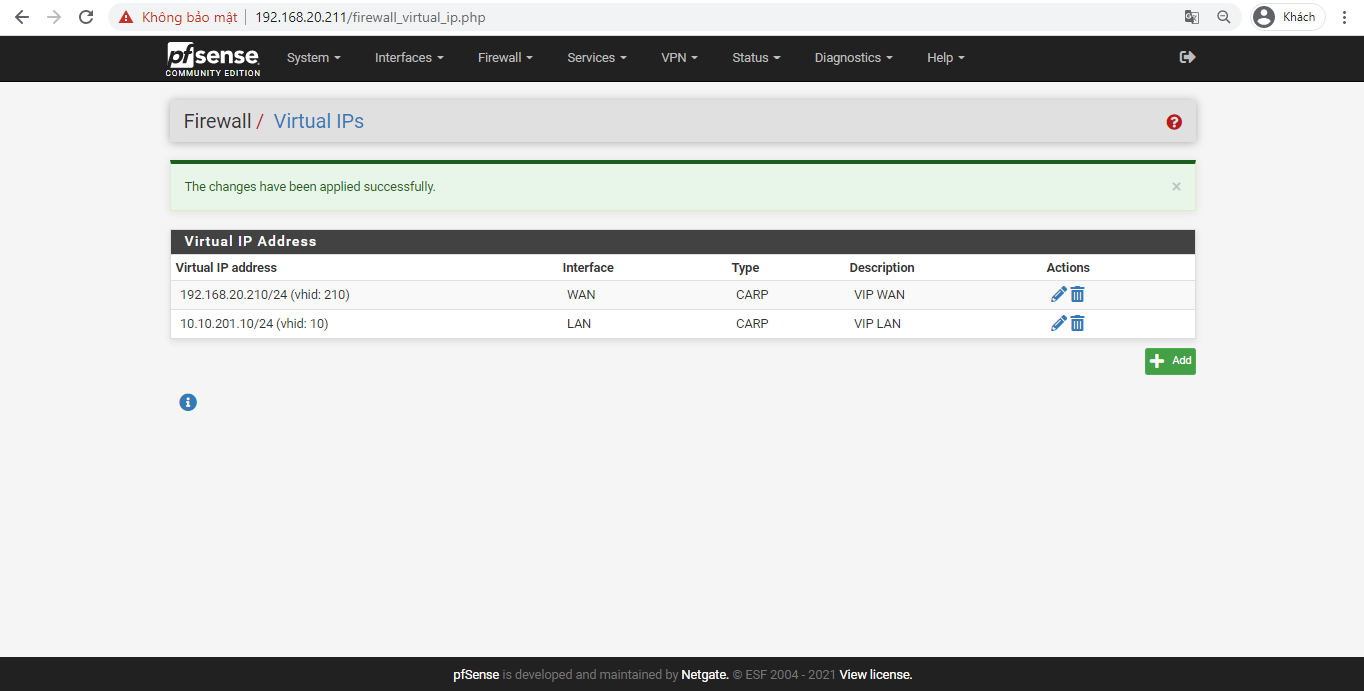 Không bảo mật 192.168.20.211/firewall_virtual_ip.php Khách
pfsense COMMUNITY EDITION System Interfaces Firewall Services VPN Status Diagnostics Help
Firewall / Virtual IPs
The changes have been applied successfully. ×
Virtual IP Address
Virtual IP address Interface Type Description Actions
192.168.20.210/24 (vhid: 210) WAN CARP VIP WAN
10.10.201.10/24 (vhid: 10) LAN CARP VIP LAN
Add
pfSense is developed and maintained by Netgate. © ESF 2004 - 2021 View license.